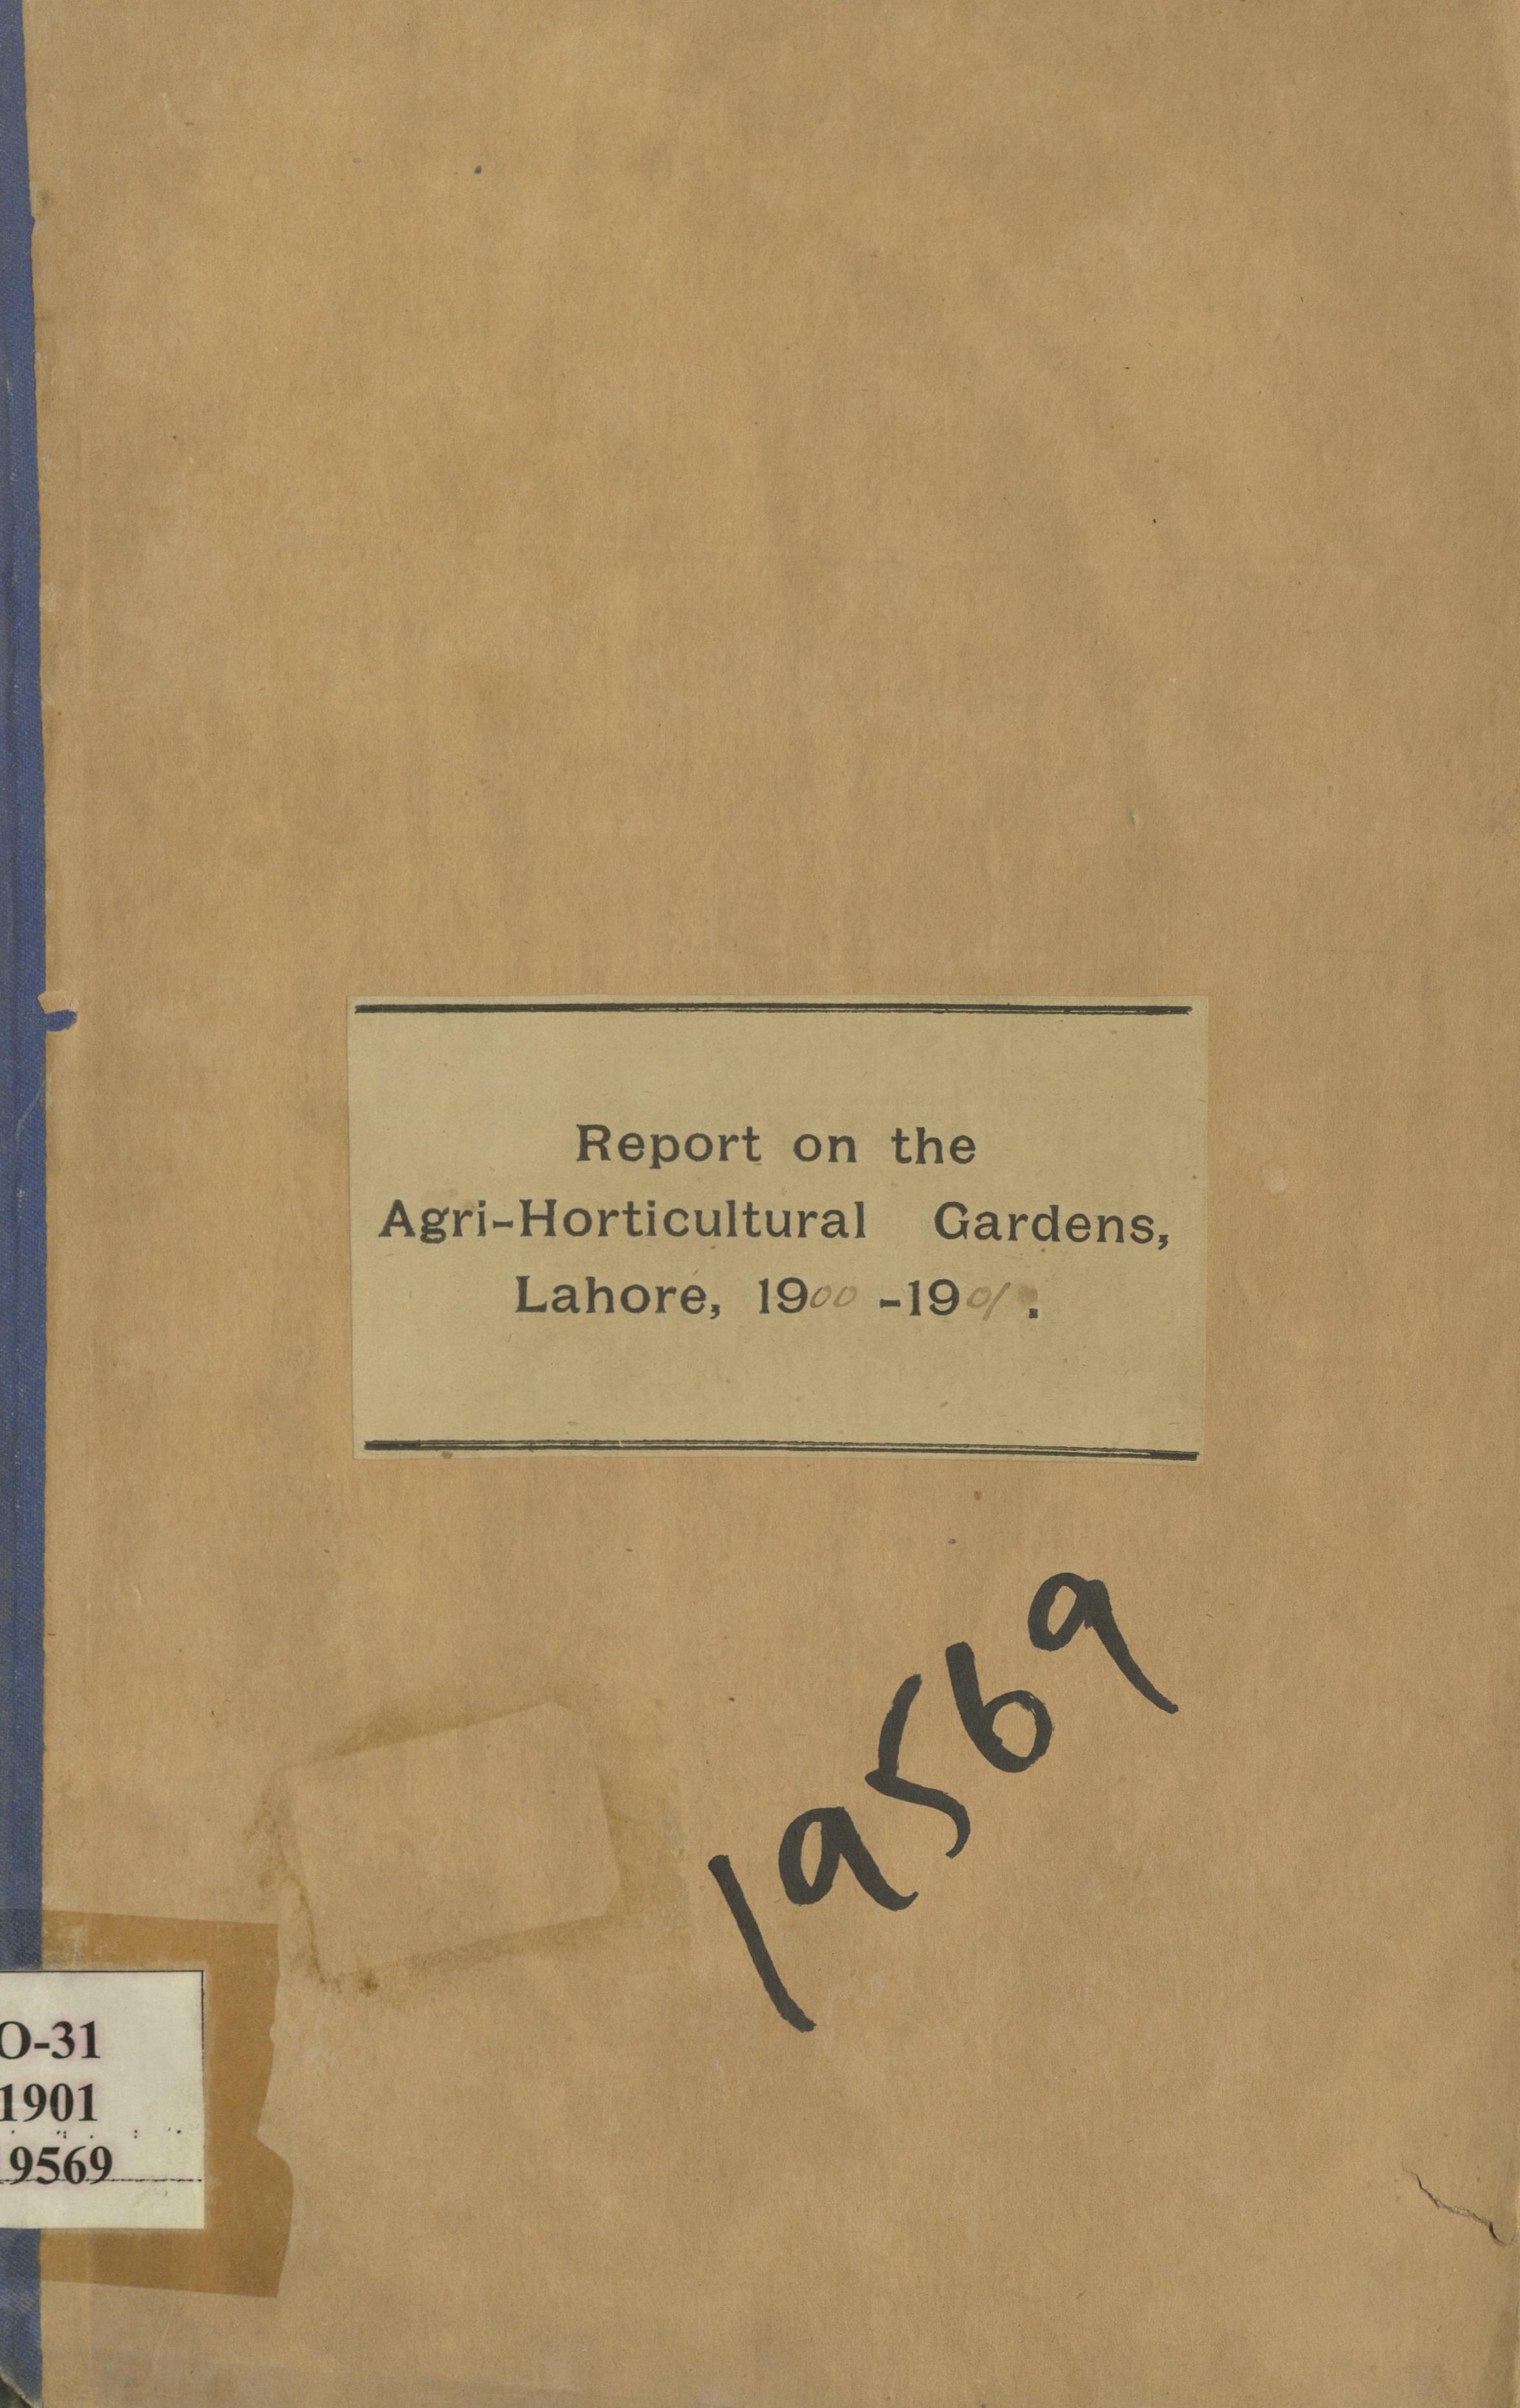 Report on the
Agri-Horticultural Gardens,
Lahore, 1900-1901.
19569
O-31
1901
9569